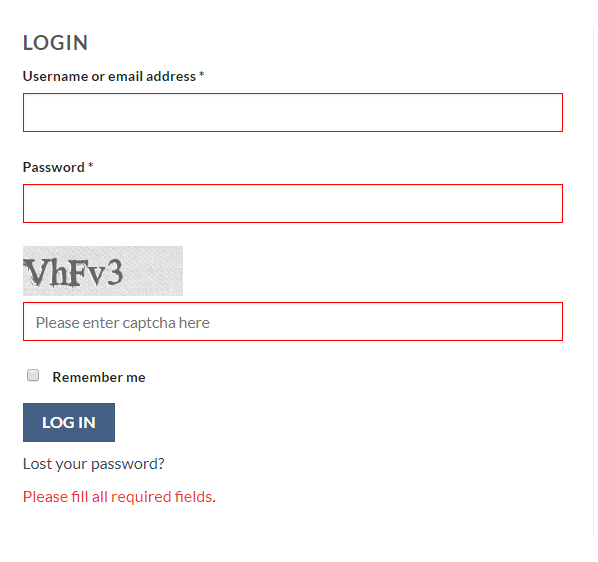 LOGIN
Username or email address *
Password *
VhFv3
Please enter captcha here
Remember me
LOG IN
Lost your password?
Please fill all required fields.